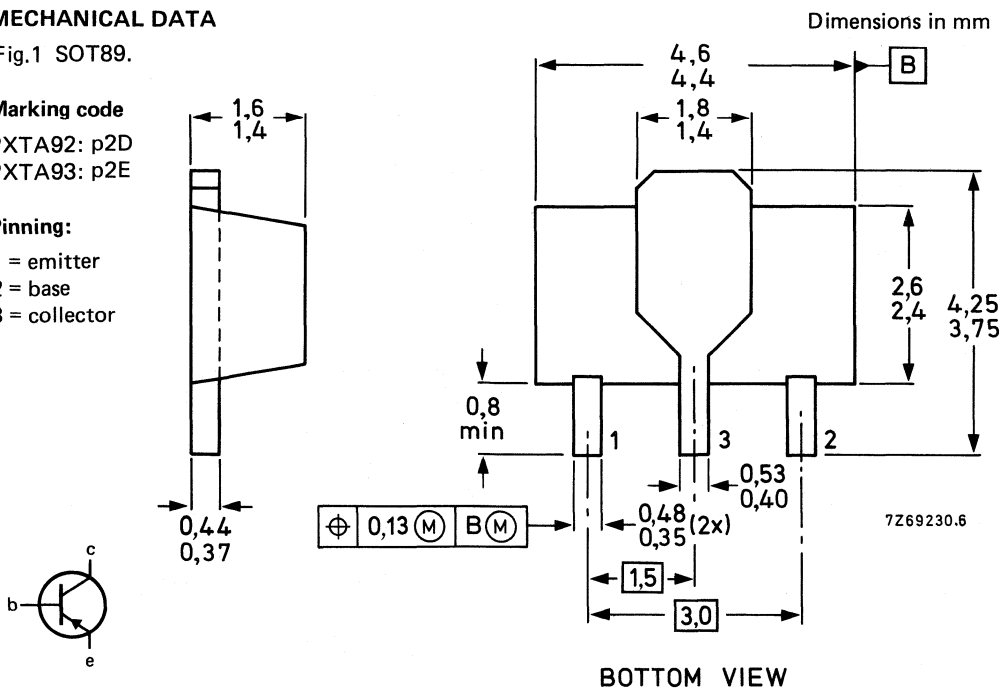 MECHANICAL DATA
Dimensions in mm
Fig.1 SOT89.
Marking code
PXTA92: p2D
PXTA93: p2E
Pinning:
= emitter
2 = base
3 = collector
1,6
1,4
4,6
4,4
B
1,8
1,4
2,6
2,4
4,25
3,75
0,8
min
1
3
2
0,53
0,40
0,44
0,37
0,13 M B M
0,48
0,35 (2x)
7Z69230.6
1,5
3,0
c
b
e
BOTTOM VIEW